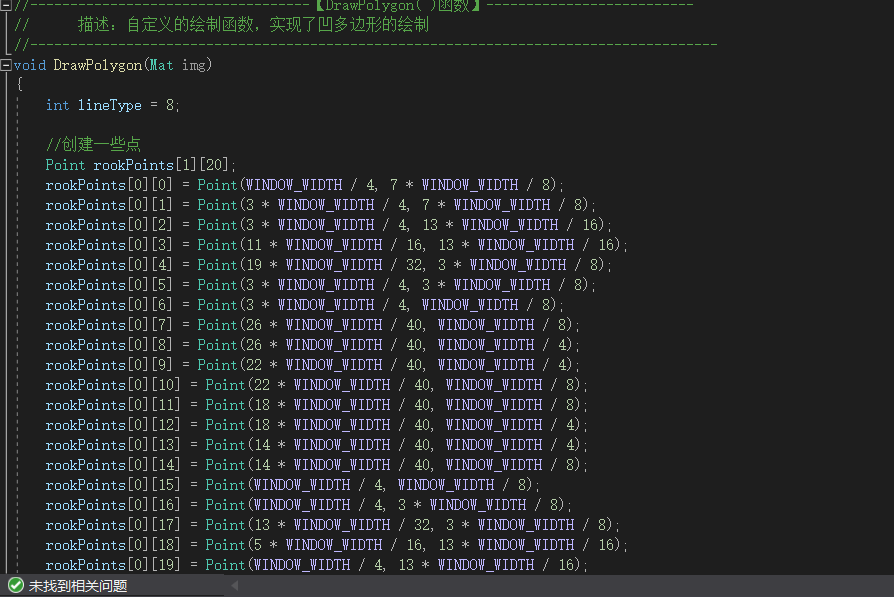 //-----------------------------------【DrawPolygon( )函数】--------------------------
//      描述：自定义的绘制函数，实现了凹多边形的绘制
//--------------------------------------------------------------------------------------
void DrawPolygon(Mat img)
{
    int lineType = 8;
    //创建一些点
    Point rookPoints[1][20];
    rookPoints[0][0] = Point(WINDOW_WIDTH / 4, 7 * WINDOW_WIDTH / 8);
    rookPoints[0][1] = Point(3 * WINDOW_WIDTH / 4, 7 * WINDOW_WIDTH / 8);
    rookPoints[0][2] = Point(3 * WINDOW_WIDTH / 4, 13 * WINDOW_WIDTH / 16);
    rookPoints[0][3] = Point(11 * WINDOW_WIDTH / 16, 13 * WINDOW_WIDTH / 16);
    rookPoints[0][4] = Point(19 * WINDOW_WIDTH / 32, 3 * WINDOW_WIDTH / 8);
    rookPoints[0][5] = Point(3 * WINDOW_WIDTH / 4, 3 * WINDOW_WIDTH / 8);
    rookPoints[0][6] = Point(3 * WINDOW_WIDTH / 4, WINDOW_WIDTH / 8);
    rookPoints[0][7] = Point(26 * WINDOW_WIDTH / 40, WINDOW_WIDTH / 8);
    rookPoints[0][8] = Point(26 * WINDOW_WIDTH / 40, WINDOW_WIDTH / 4);
    rookPoints[0][9] = Point(22 * WINDOW_WIDTH / 40, WINDOW_WIDTH / 4);
    rookPoints[0][10] = Point(22 * WINDOW_WIDTH / 40, WINDOW_WIDTH / 8);
    rookPoints[0][11] = Point(18 * WINDOW_WIDTH / 40, WINDOW_WIDTH / 8);
    rookPoints[0][12] = Point(18 * WINDOW_WIDTH / 40, WINDOW_WIDTH / 4);
    rookPoints[0][13] = Point(14 * WINDOW_WIDTH / 40, WINDOW_WIDTH / 4);
    rookPoints[0][14] = Point(14 * WINDOW_WIDTH / 40, WINDOW_WIDTH / 8);
    rookPoints[0][15] = Point(WINDOW_WIDTH / 4, WINDOW_WIDTH / 8);
    rookPoints[0][16] = Point(WINDOW_WIDTH / 4, 3 * WINDOW_WIDTH / 8);
    rookPoints[0][17] = Point(13 * WINDOW_WIDTH / 32, 3 * WINDOW_WIDTH / 8);
    rookPoints[0][18] = Point(5 * WINDOW_WIDTH / 16, 13 * WINDOW_WIDTH / 16);
    rookPoints[0][19] = Point(WINDOW_WIDTH / 4, 13 * WINDOW_WIDTH / 16);
未找到相关问题